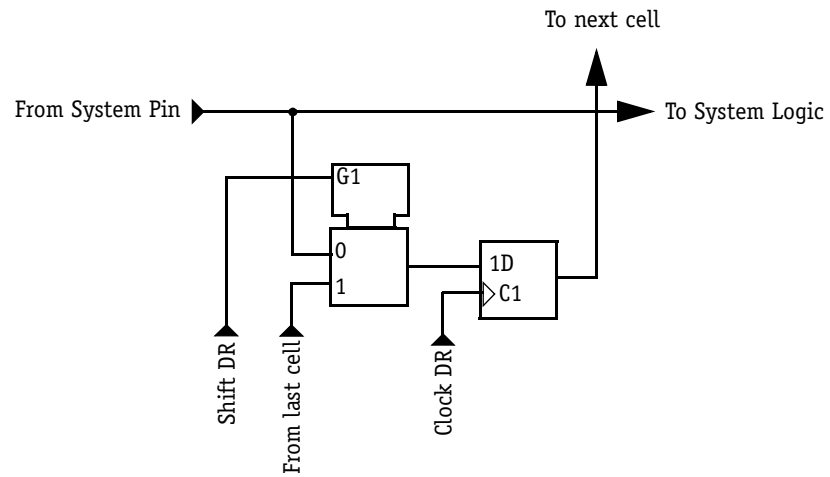 To next cell
From System Pin
To System Logic
G1
0
1
1D
C1
Shift DR
From last cell
Clock DR